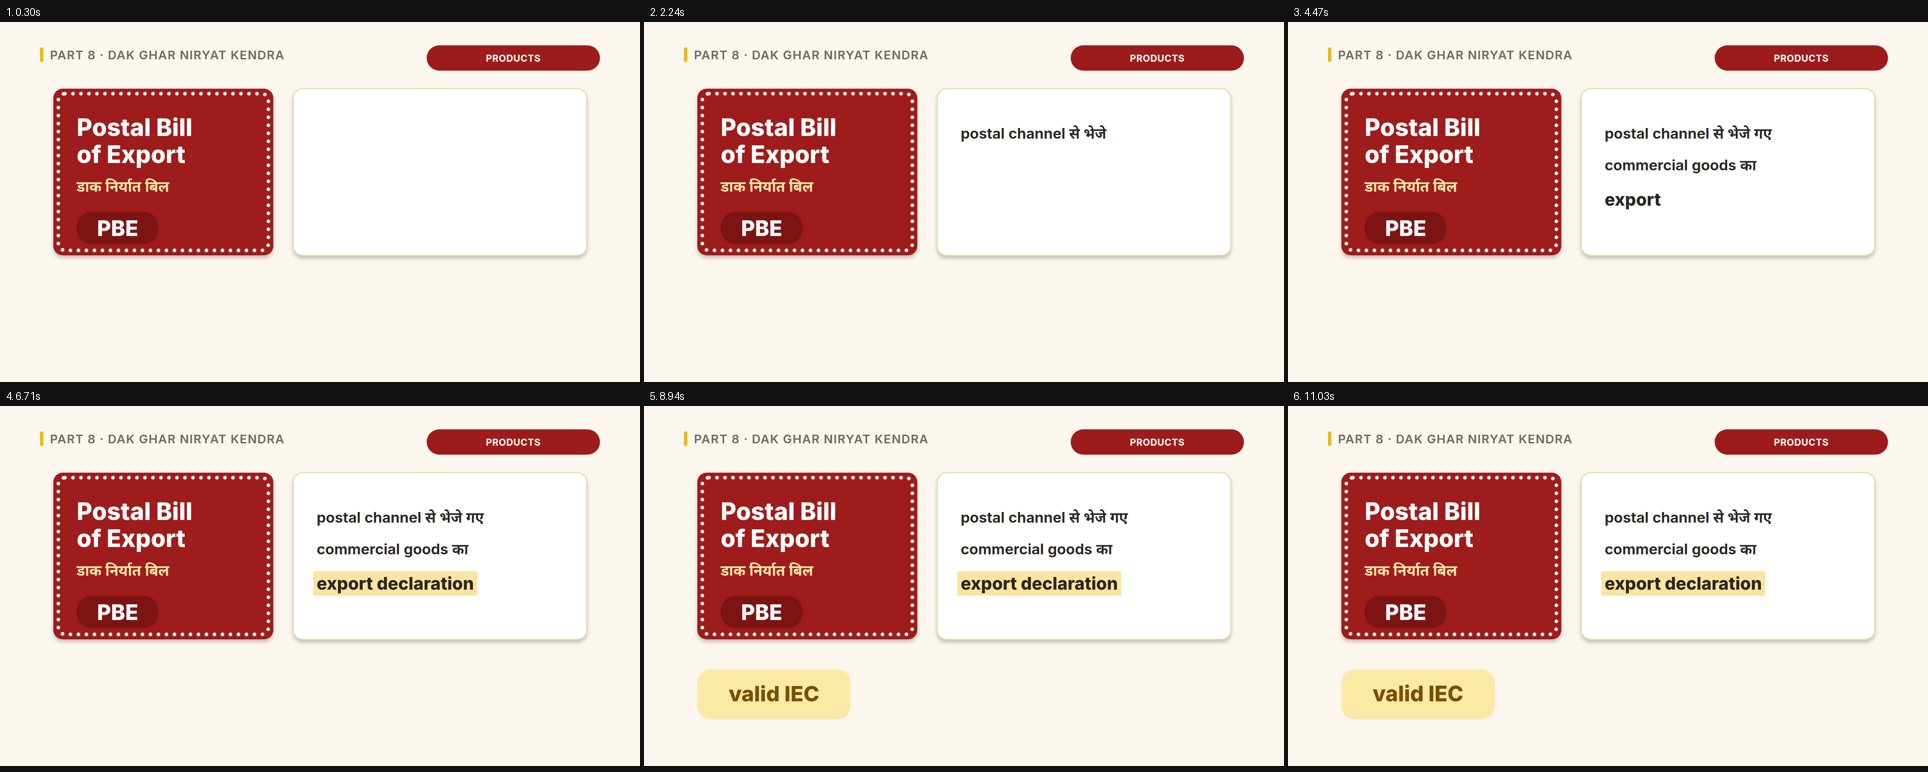 1. 0.30s
PART 8 · DAK GHAR NIRYAT KENDRA
PRODUCTS
Postal Bill
of Export
डाक निर्यात बिल
PBE
2. 2.24s
PART 8 · DAK GHAR NIRYAT KENDRA
PRODUCTS
Postal Bill
of Export
डाक निर्यात बिल
PBE
postal channel से भेजे
3. 4.47s
PART 8 · DAK GHAR NIRYAT KENDRA
PRODUCTS
Postal Bill
of Export
डाक निर्यात बिल
PBE
postal channel से भेजे गए
commercial goods का
export
4. 6.71s
PART 8 · DAK GHAR NIRYAT KENDRA
PRODUCTS
Postal Bill
of Export
डाक निर्यात बिल
PBE
postal channel से भेजे गए
commercial goods का
export declaration
5. 8.94s
PART 8 · DAK GHAR NIRYAT KENDRA
PRODUCTS
Postal Bill
of Export
डाक निर्यात बिल
PBE
postal channel से भेजे गए
commercial goods का
export declaration
valid IEC
6. 11.03s
PART 8 · DAK GHAR NIRYAT KENDRA
PRODUCTS
Postal Bill
of Export
डाक निर्यात बिल
PBE
postal channel से भेजे गए
commercial goods का
export declaration
valid IEC